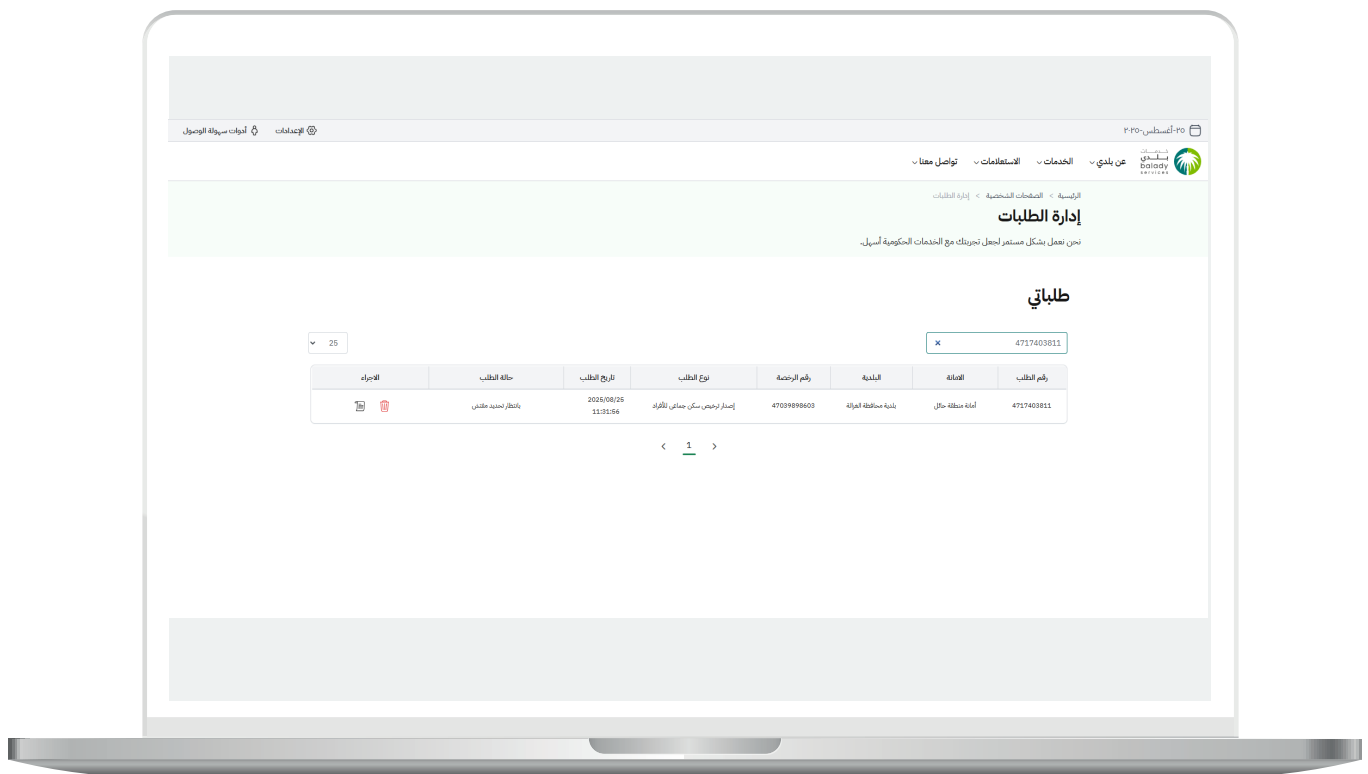 ٢٥-أغسطس-٢٠٢٥
الإعدادات
أدوات سهولة الوصول
خدمات
بلدي
balady
services
عن بلدي
الخدمات
الاستعلامات
تواصل معنا
الرئيسية > الصفحات الشخصية > إدارة الطلبات
إدارة الطلبات
نحن نعمل بشكل مستمر لجعل تجربتك مع الخدمات الحكومية أسهل.
طلباتي
4717403811 ×
25
رقم الطلب الامانة البلدية رقم الرخصة نوع الطلب تاريخ الطلب حالة الطلب الاجراء
4717403811 أمانة منطقة حائل بلدية محافظة الغزالة 47039898603 إصدار ترخيص سكن جماعي للأفراد 2025/08/25 11:31:56 بانتظار تحديد مفتش
< 1 >